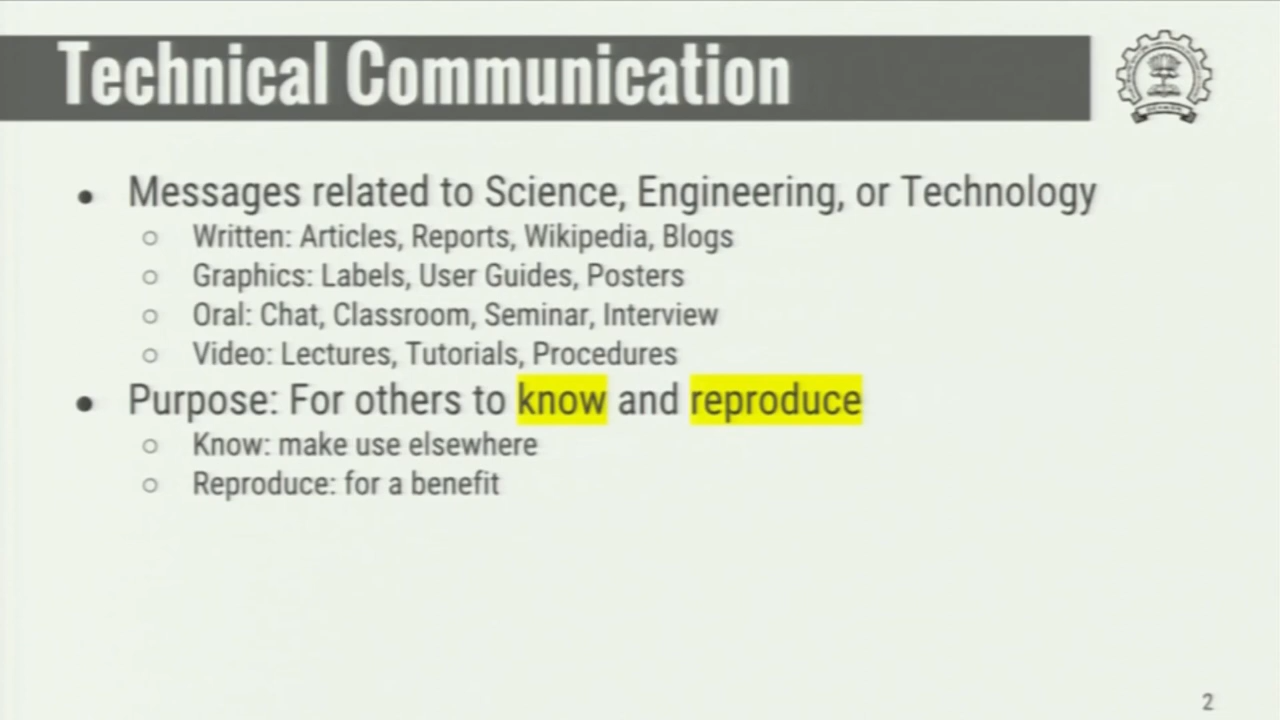 Technical Communication
● Messages related to Science, Engineering, or Technology
○ Written: Articles, Reports, Wikipedia, Blogs
○ Graphics: Labels, User Guides, Posters
○ Oral: Chat, Classroom, Seminar, Interview
○ Video: Lectures, Tutorials, Procedures
● Purpose: For others to know and reproduce
○ Know: make use elsewhere
○ Reproduce: for a benefit
2